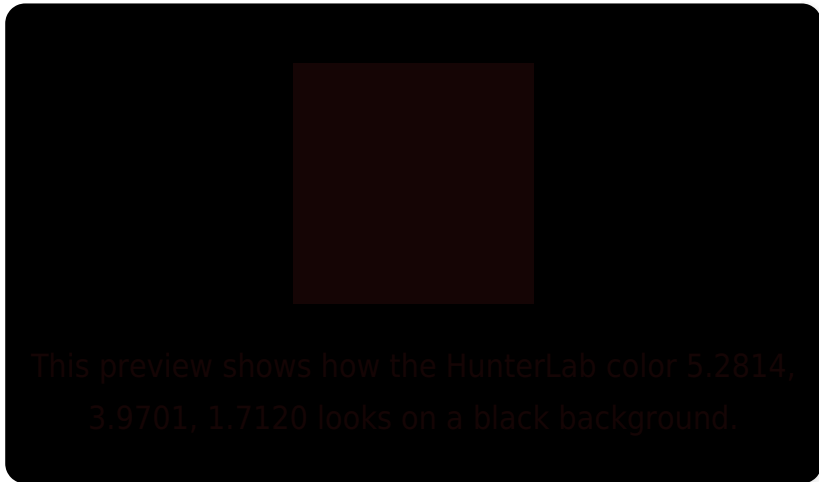 This preview shows how the HunterLab color 5.2814,
3.9701, 1.7120 looks on a black background.